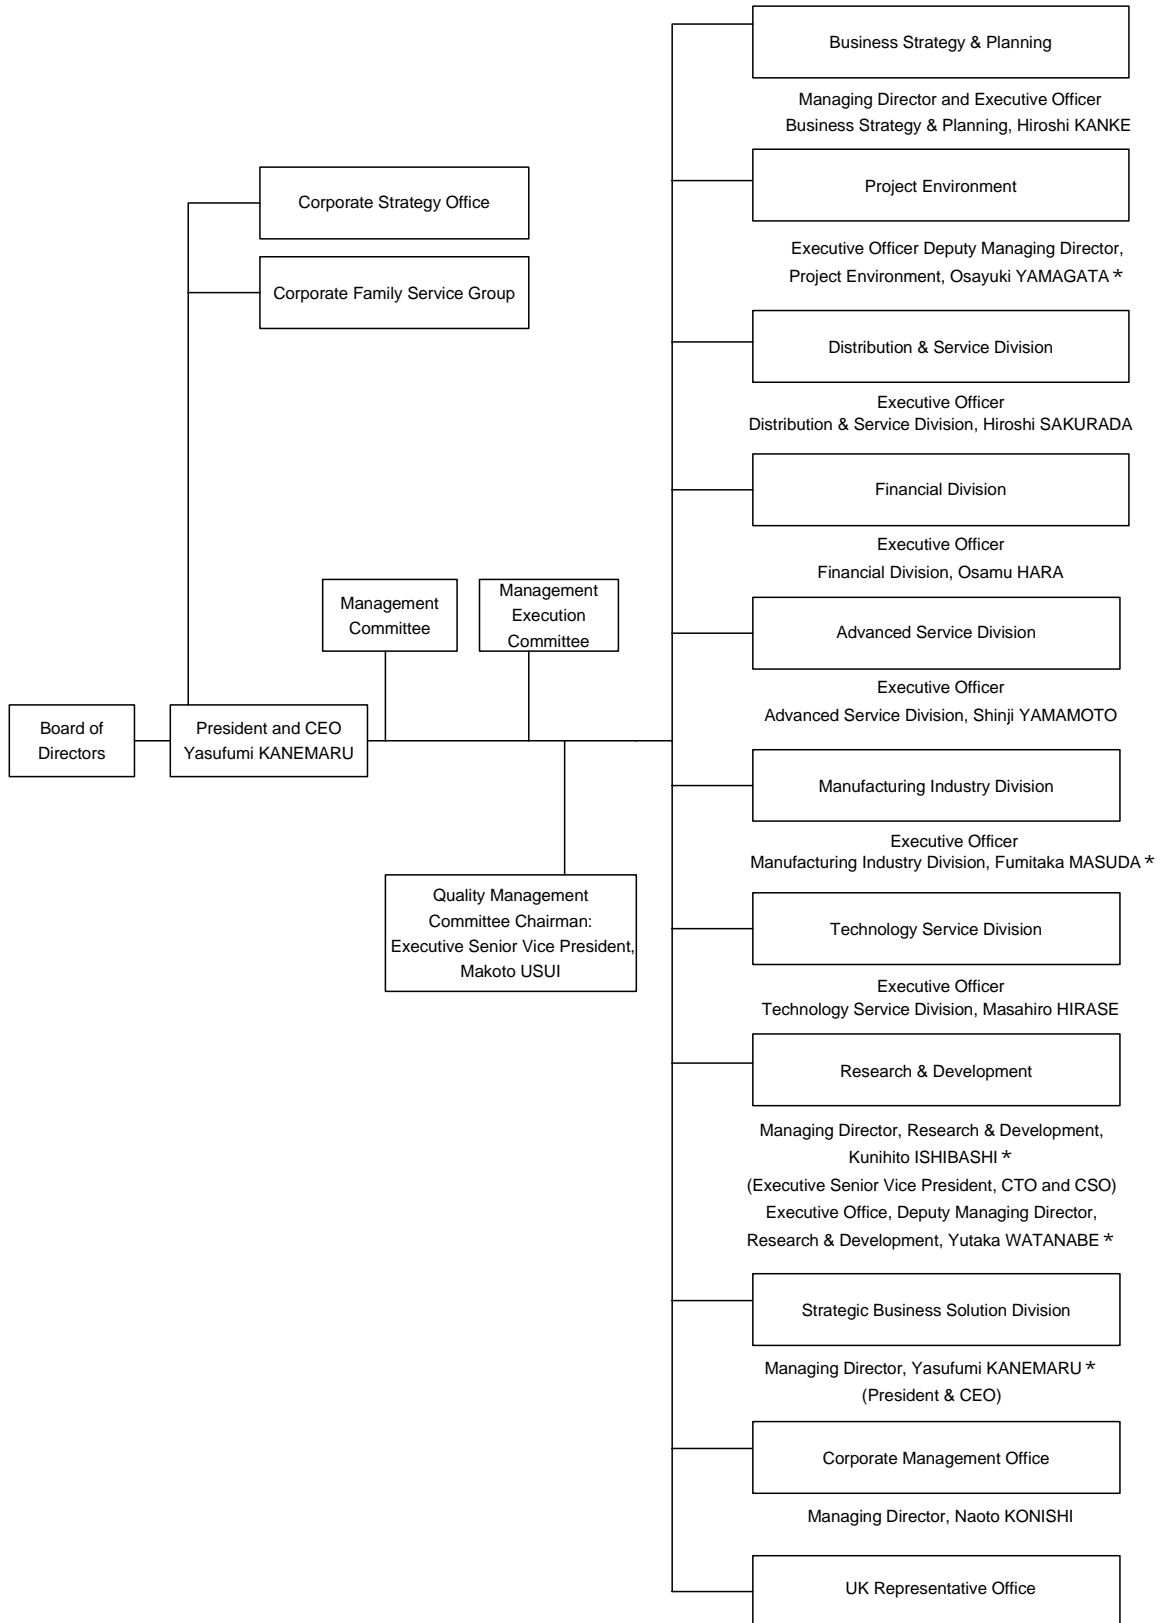 Business Strategy & Planning
Managing Director and Executive Officer
Business Strategy & Planning, Hiroshi KANKE
Project Environment
Executive Officer Deputy Managing Director,
Project Environment, Osayuki YAMAGATA *
Distribution & Service Division
Executive Officer
Distribution & Service Division, Hiroshi SAKURADA
Financial Division
Executive Officer
Financial Division, Osamu HARA
Advanced Service Division
Executive Officer
Advanced Service Division, Shinji YAMAMOTO
Manufacturing Industry Division
Executive Officer
Manufacturing Industry Division, Fumitaka MASUDA *
Technology Service Division
Executive Officer
Technology Service Division, Masahiro HIRASE
Research & Development
Managing Director, Research & Development,
Kunihito ISHIBASHI *
(Executive Senior Vice President, CTO and CSO)
Executive Office, Deputy Managing Director,
Research & Development, Yutaka WATANABE *
Strategic Business Solution Division
Managing Director, Yasufumi KANEMARU *
(President & CEO)
Corporate Management Office
Managing Director, Naoto KONISHI
UK Representative Office
Corporate Strategy Office
Corporate Family Service Group
Management
Committee
Management
Execution
Committee
Board of
Directors
President and CEO
Yasufumi KANEMARU
Quality Management
Committee Chairman:
Executive Senior Vice President,
Makoto USUI